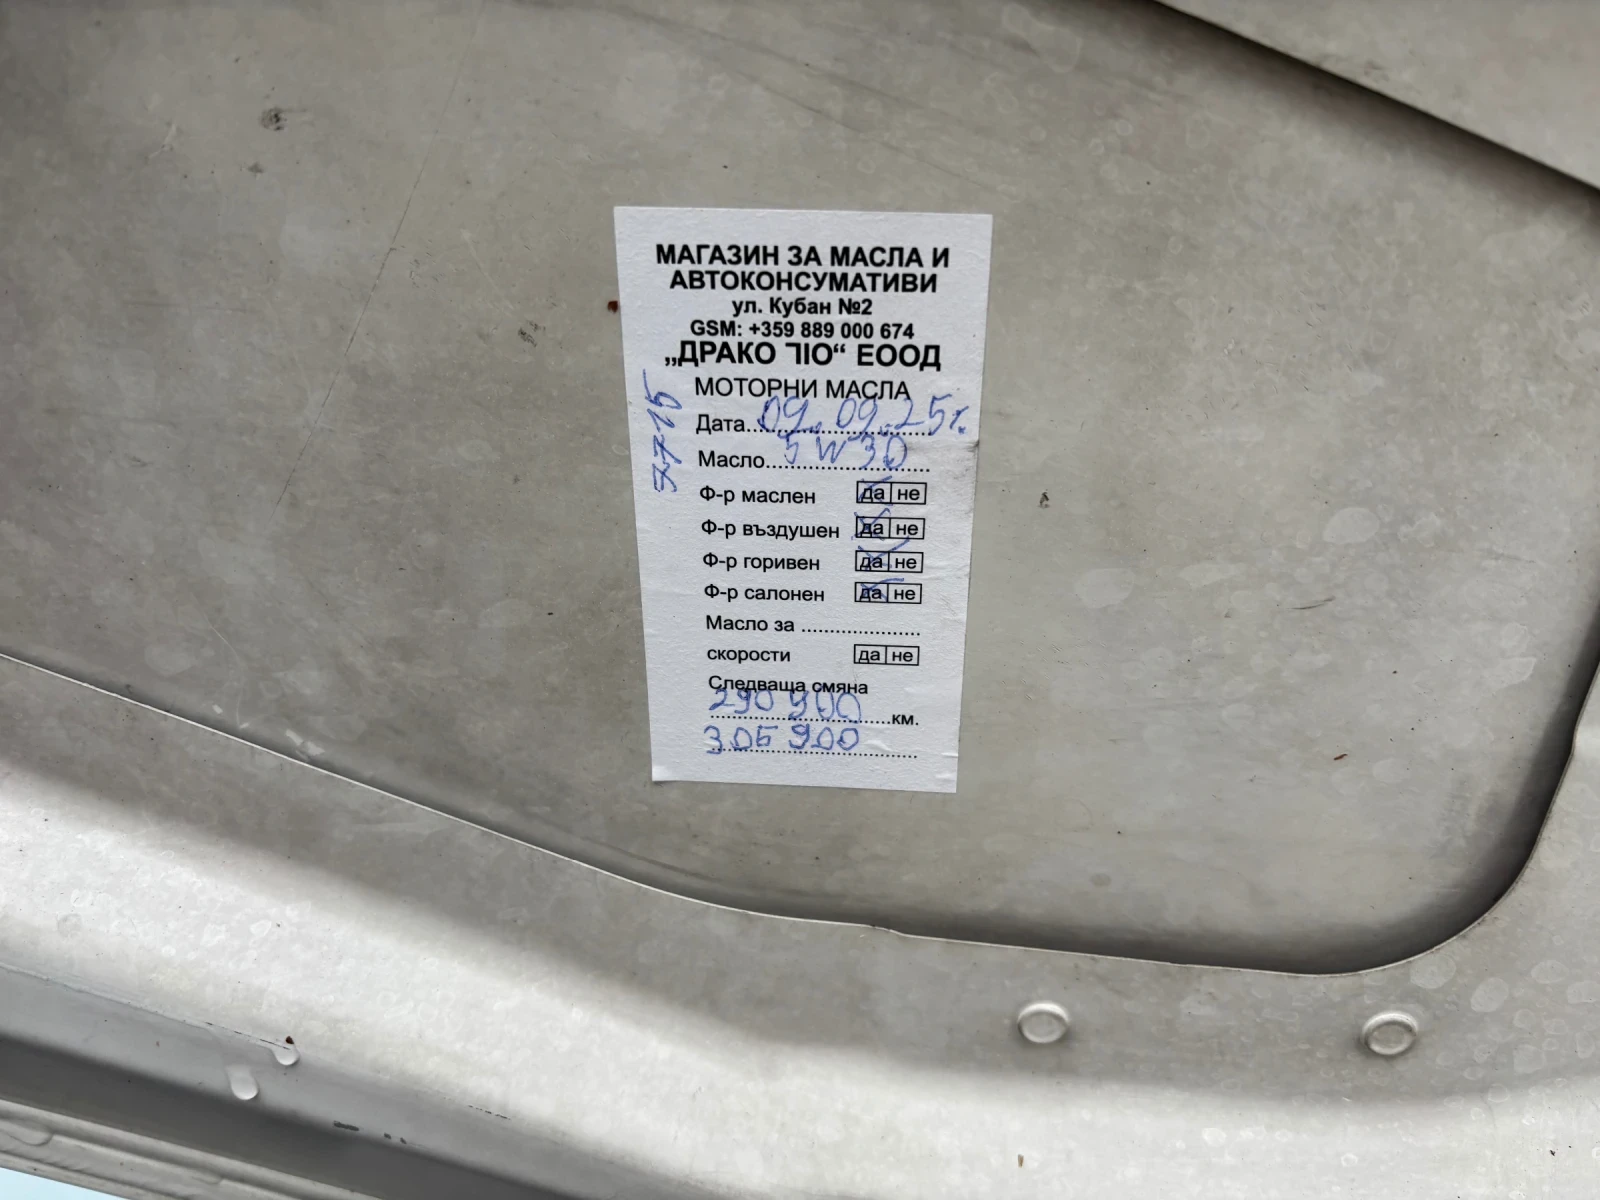 МАГАЗИН ЗА МАСЛА И
АВТОКОНСУМАТИВИ
ул. Кубан №2
GSM: +359 889 000 674
„ДРАКО ПО“ ЕООД
МОТОРНИ МАСЛА
Дата 09.09.25г.
Масло 5W30
Ф-р маслен да не
Ф-р въздушен да не
Ф-р горивен да не
Ф-р салонен да не
Масло за
скорости да не
Следваща смяна
290 900 км.
305 900
7715